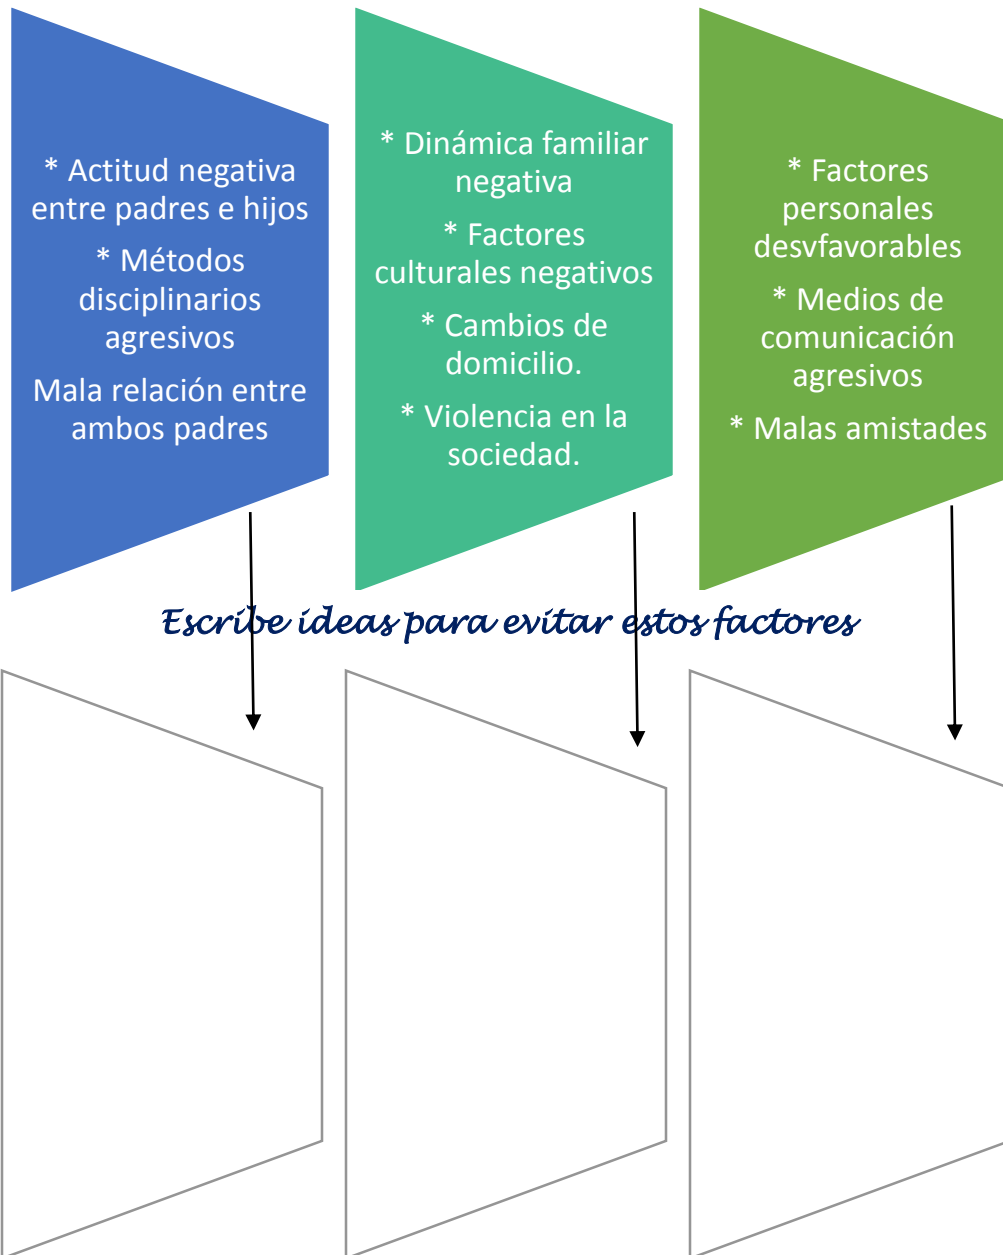 * Actitud negativa
entre padres e hijos
* Métodos
disciplinarios
agresivos
Mala relación entre
ambos padres
* Dinámica familiar
negativa
* Factores
culturales negativos
* Cambios de
domicilio.
* Violencia en la
sociedad.
* Factores
personales
desvfavorables
* Medios de
comunicación
agresivos
* Malas amistades
Escribe ideas para evitar estos factores